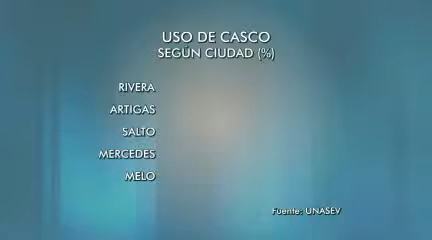 USO DE CASCO
SEGÚN CIUDAD (%)
RIVERA
ARTIGAS
SALTO
MERCEDES
MELO
Fuente: UNASEV